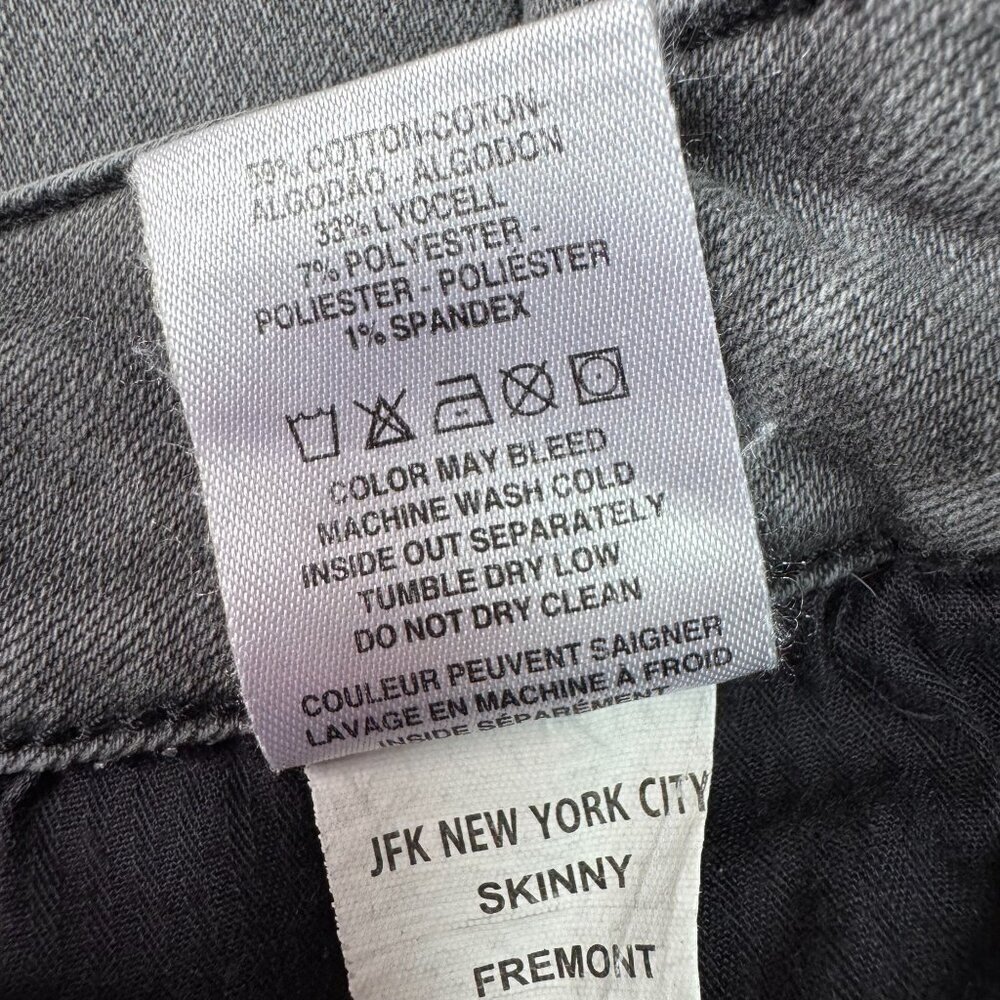 59% COTTON-COTON-
ALGODÃO - ALGODÓN
33% LYOCELL
7% POLYESTER -
POLIESTER - POLIÉSTER
1% SPANDEX
COLOR MAY BLEED
MACHINE WASH COLD
INSIDE OUT SEPARATELY
TUMBLE DRY LOW
DO NOT DRY CLEAN
COULEUR PEUVENT SAIGNER
LAVAGE EN MACHINE À FROID
INSIDE SÉPARÉMENT
JFK NEW YORK CITY
SKINNY
FREMONT